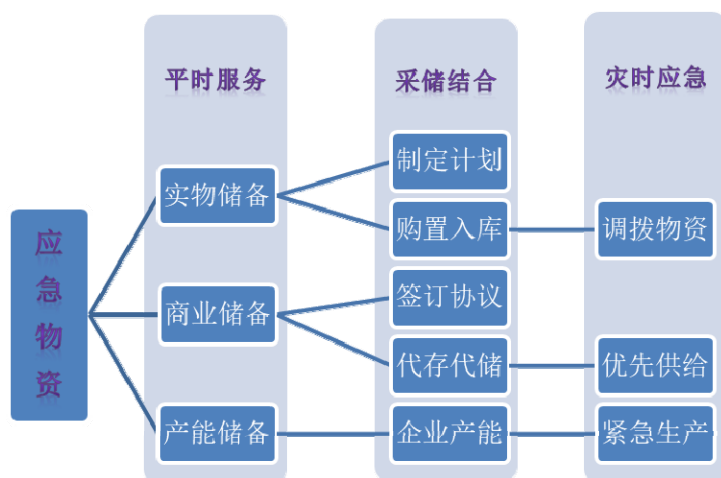 平时服务
采储结合
灾时应急
应急物资
实物储备
制定计划
购置入库
调拨物资
商业储备
签订协议
代存代储
优先供给
产能储备
企业产能
紧急生产